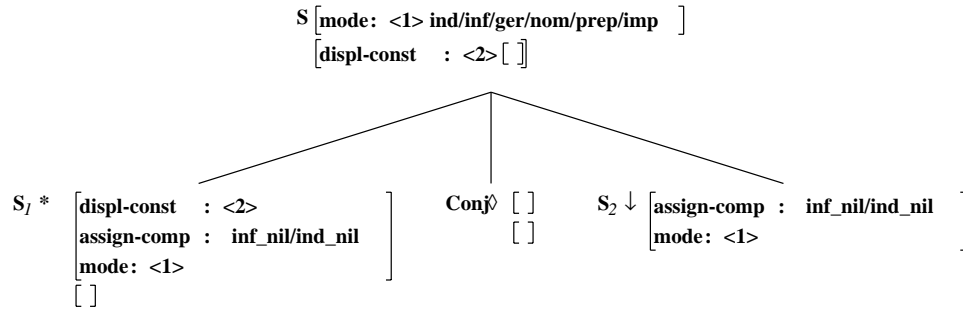 S [mode: <1> ind/inf/ger/nom/prep/imp ]
[displ-const : <2> [ ]]
S1 * [displ-const : <2>
assign-comp : inf_nil/ind_nil
mode: <1> ]
[ ]
Conj◊ [ ]
[ ]
S2 ↓ [assign-comp : inf_nil/ind_nil
mode: <1> ]